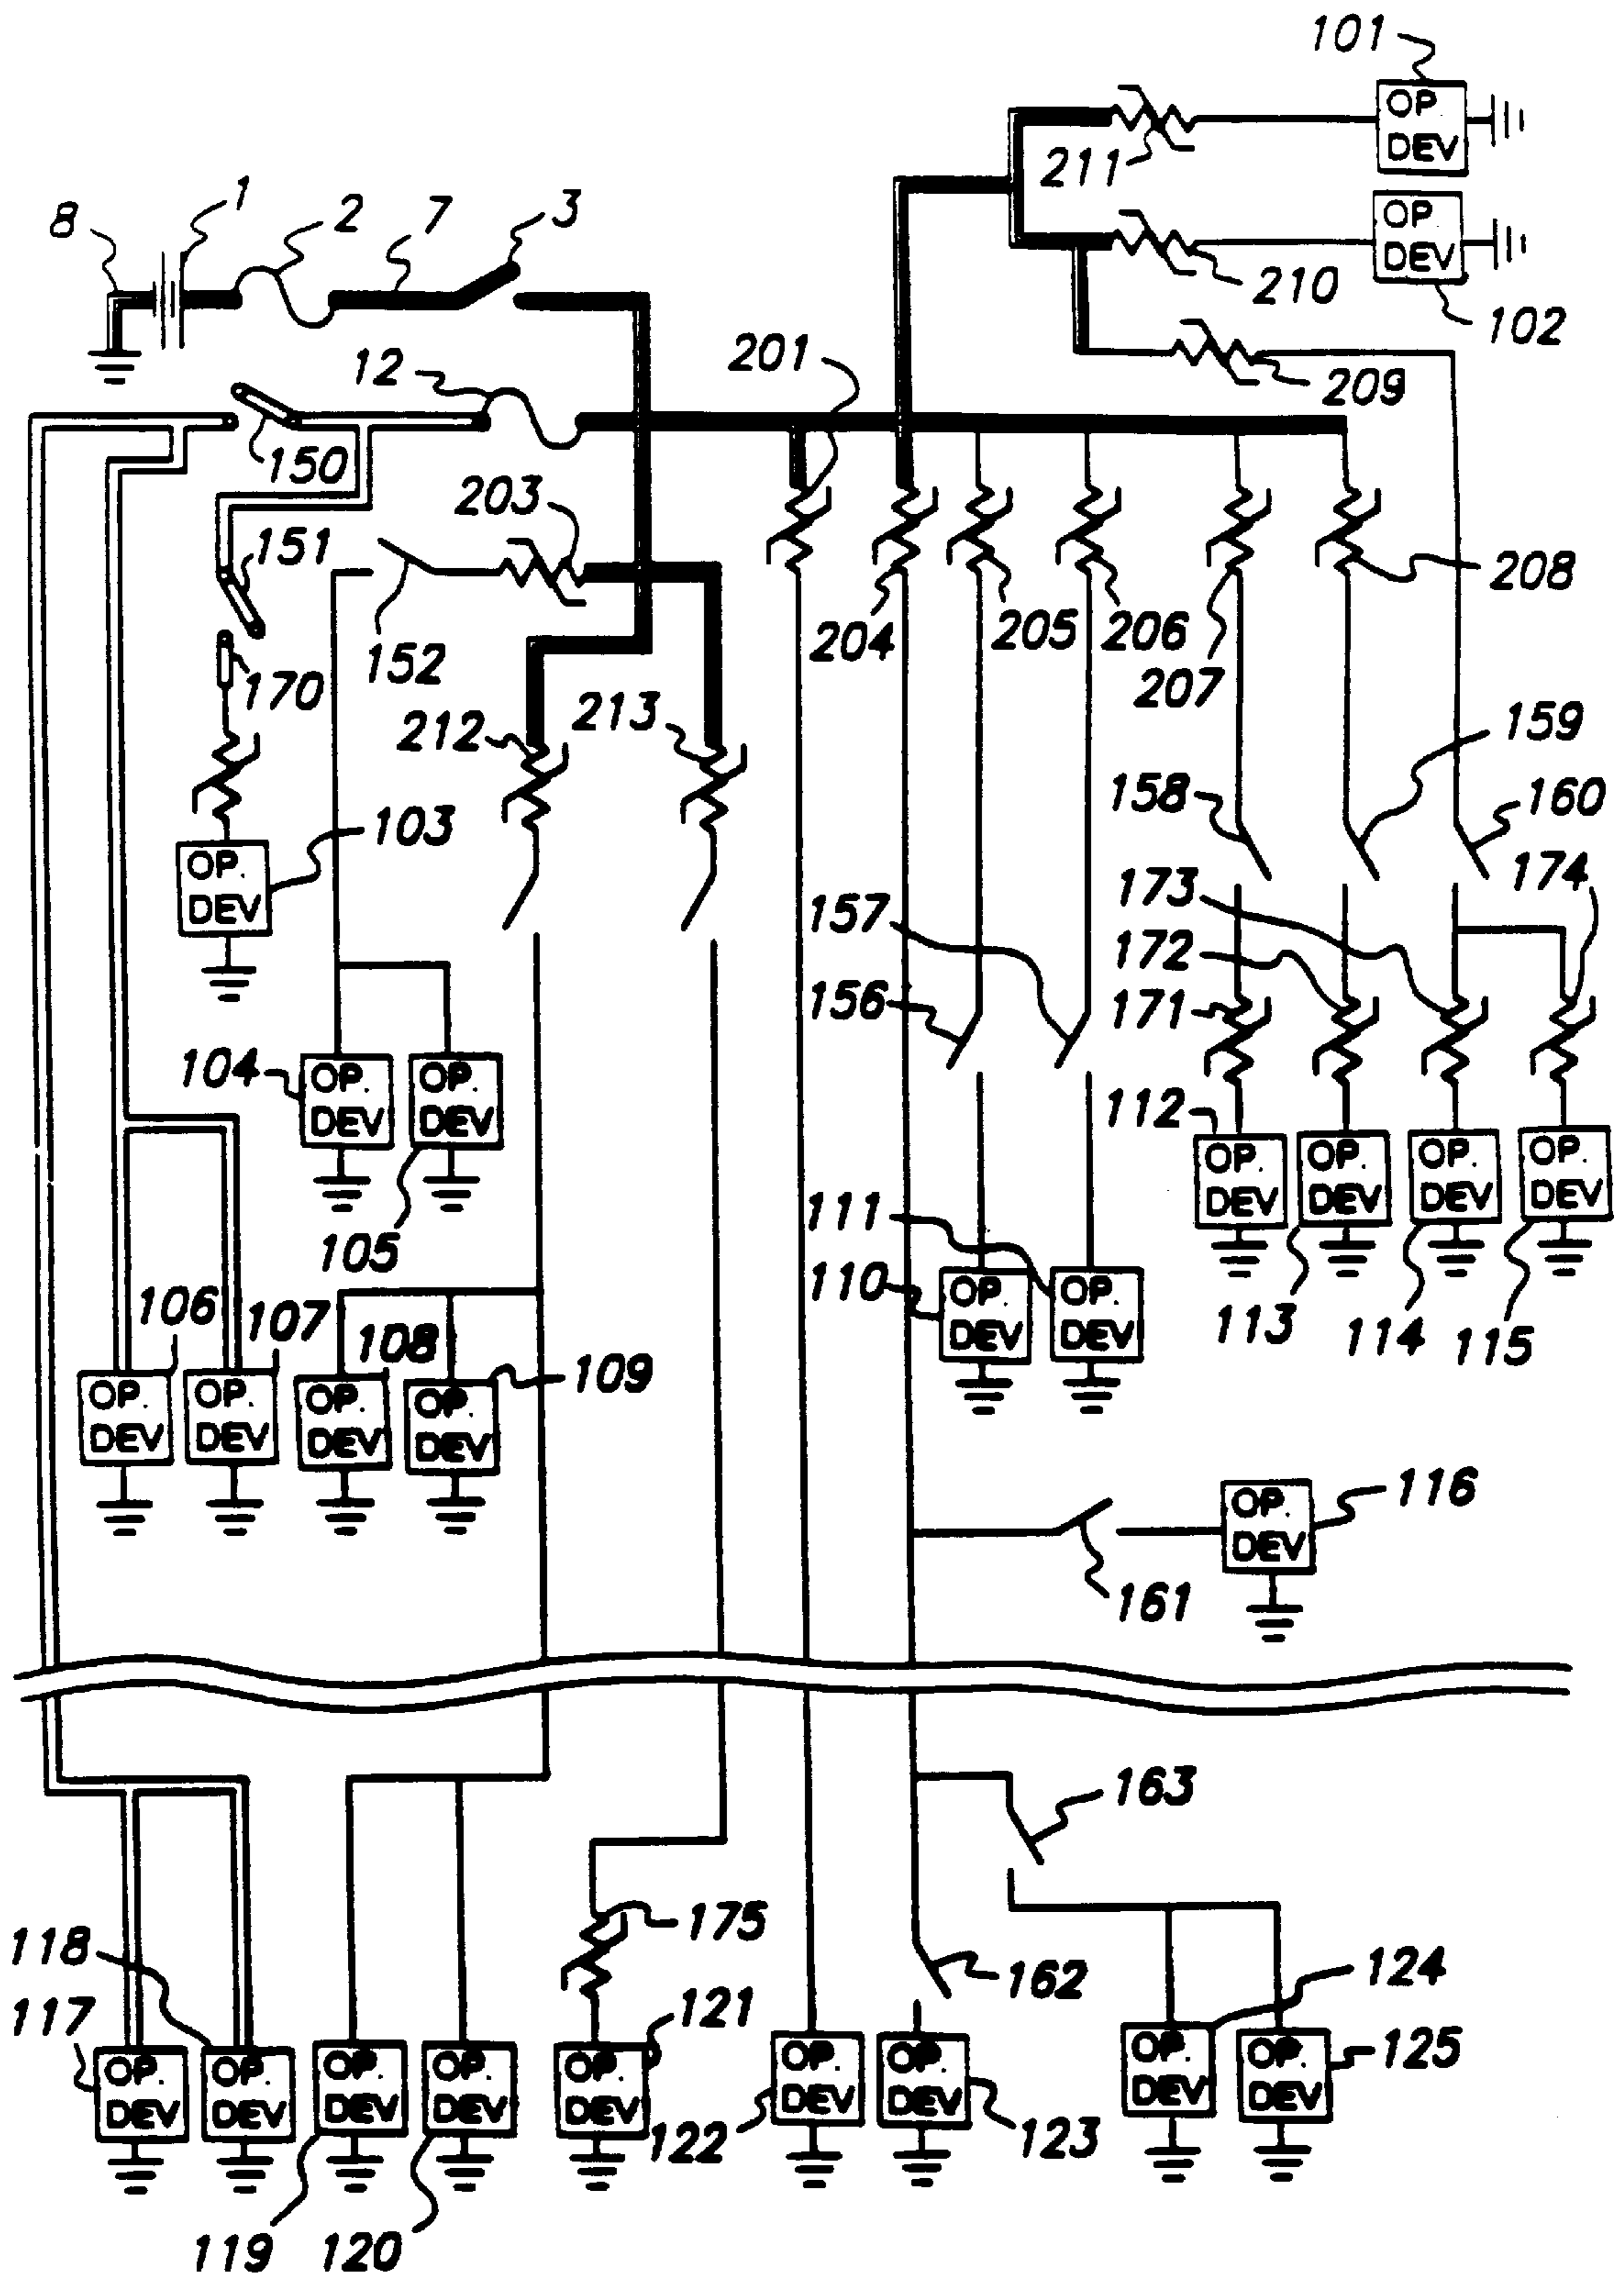 101
OP.
DEV
211
1
2
7
3
8
OP.
DEV
210
102
201
12
209
150
203
151
208
204
205
206
152
207
170
213
212
159
158
160
103
174
173
OP.
DEV
157
172
156
171
104
OP.
DEV
OP.
DEV
112
OP.
DEV
OP.
DEV
OP.
DEV
OP.
DEV
111
105
110
OP.
DEV
OP.
DEV
113
114
115
106
107
108
109
OP.
DEV
OP.
DEV
OP.
DEV
OP.
DEV
116
OP.
DEV
161
163
175
118
124
162
117
121
125
OP.
DEV
OP.
DEV
OP.
DEV
OP.
DEV
OP.
DEV
OP.
DEV
OP.
DEV
OP.
DEV
OP.
DEV
122
123
119
120